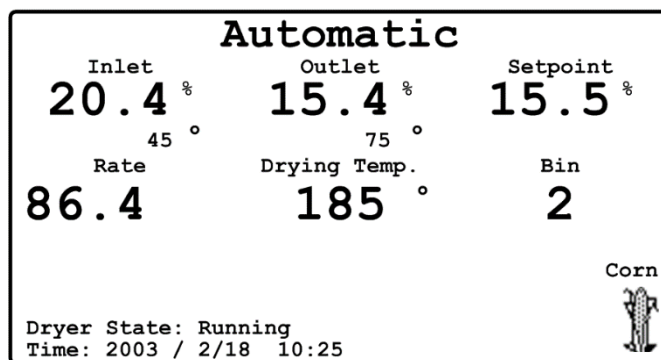 Automatic
Inlet Outlet Setpoint
20.4 % 15.4 % 15.5 %
45 ° 75 °
Rate Drying Temp. Bin
86.4 185 ° 2
Corn
Dryer State: Running
Time: 2003 / 2/18 10:25